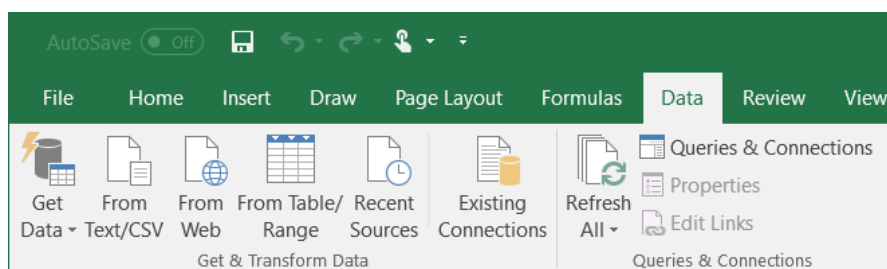 AutoSave Off
File Home Insert Draw Page Layout Formulas Data Review View
Get Data From Text/CSV From Web From Table/ Range Recent Sources Existing Connections Refresh All Queries & Connections
Properties
Edit Links
Get & Transform Data Queries & Connections